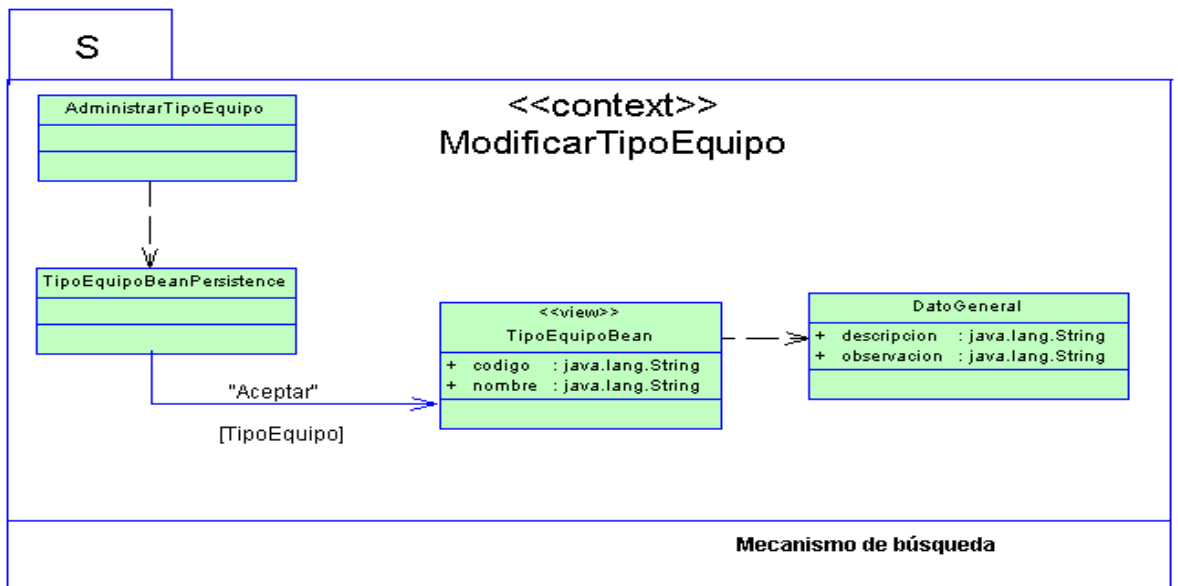 S
<<context>>
ModificarTipoEquipo
AdministrarTipoEquipo
TipoEquipoBeanPersistence
"Aceptar"
[TipoEquipo]
<<view>>
TipoEquipoBean
+ codigo : java.lang.String
+ nombre : java.lang.String
DatoGeneral
+ descripcion : java.lang.String
+ observacion : java.lang.String
Mecanismo de búsqueda